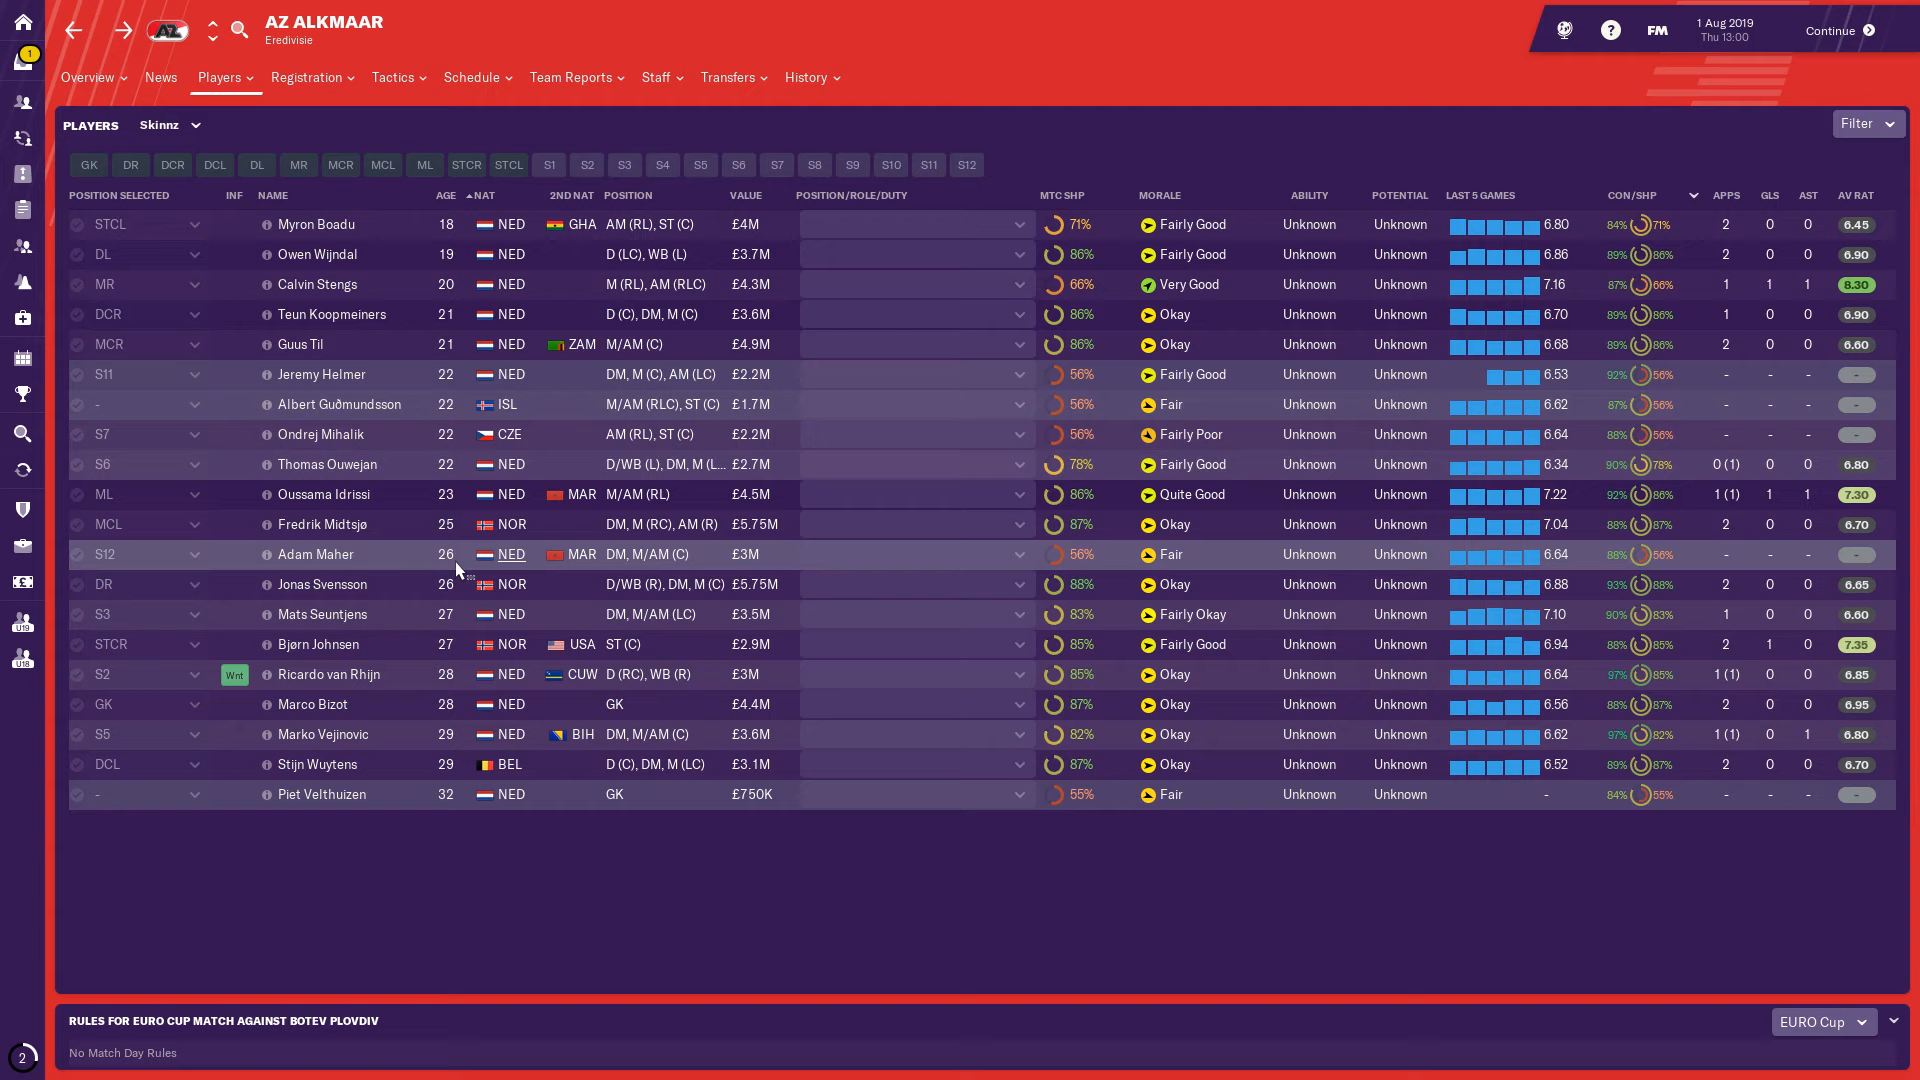 AZ ALKMAAR
Eredivisie
FM
1 Aug 2019
Thu 13:00
Continue
1
Overview News Players Registration Tactics Schedule Team Reports Staff Transfers History
PLAYERS Skinnz Filter
GK DR DCR DCL DL MR MCR MCL ML STCR STCL S1 S2 S3 S4 S5 S6 S7 S8 S9 S10 S11 S12
POSITION SELECTED INF NAME AGE NAT 2ND NAT POSITION VALUE POSITION/ROLE/DUTY MTC SHP MORALE ABILITY POTENTIAL LAST 5 GAMES CON/SHP APPS GLS AST AV RAT
STCL Myron Boadu 18 NED GHA AM (RL), ST (C) £4M 71% Fairly Good Unknown Unknown 6.80 84% 71% 2 0 0 6.45
DL Owen Wijndal 19 NED D (LC), WB (L) £3.7M 86% Fairly Good Unknown Unknown 6.86 89% 86% 2 0 0 6.90
MR Calvin Stengs 20 NED M (RL), AM (RLC) £4.3M 66% Very Good Unknown Unknown 7.16 87% 66% 1 1 1 8.30
DCR Teun Koopmeiners 21 NED D (C), DM, M (C) £3.6M 86% Okay Unknown Unknown 6.70 89% 86% 1 0 0 6.90
MCR Guus Til 21 NED ZAM M/AM (C) £4.9M 86% Okay Unknown Unknown 6.68 89% 86% 2 0 0 6.60
S11 Jeremy Helmer 22 NED DM, M (C), AM (LC) £2.2M 56% Fairly Good Unknown Unknown 6.53 92% 56% - - - -
- Albert Guðmundsson 22 ISL M/AM (RLC), ST (C) £1.7M 56% Fair Unknown Unknown 6.62 87% 56% - - - -
S7 Ondrej Mihalik 22 CZE AM (RL), ST (C) £2.2M 56% Fairly Poor Unknown Unknown 6.64 88% 56% - - - -
S6 Thomas Ouwejan 22 NED D/WB (L), DM, M (L... £2.7M 78% Fairly Good Unknown Unknown 6.34 90% 78% 0 (1) 0 0 6.80
ML Oussama Idrissi 23 NED MAR M/AM (RL) £4.5M 86% Quite Good Unknown Unknown 7.22 92% 86% 1 (1) 1 1 7.30
MCL Fredrik Midtsjø 25 NOR DM, M (RC), AM (R) £5.75M 87% Okay Unknown Unknown 7.04 88% 87% 2 0 0 6.70
S12 Adam Maher 26 NED MAR DM, M/AM (C) £3M 56% Fair Unknown Unknown 6.64 88% 56% - - - -
DR Jonas Svensson 26 NOR D/WB (R), DM, M (C) £5.75M 88% Okay Unknown Unknown 6.88 93% 88% 2 0 0 6.65
S3 Mats Seuntjens 27 NED DM, M/AM (LC) £3.5M 83% Fairly Okay Unknown Unknown 7.10 90% 83% 1 0 0 6.60
STCR Bjørn Johnsen 27 NOR USA ST (C) £2.9M 85% Fairly Good Unknown Unknown 6.94 88% 85% 2 1 0 7.35
S2 Wnt Ricardo van Rhijn 28 NED CUW D (RC), WB (R) £3M 85% Okay Unknown Unknown 6.64 97% 85% 1 (1) 0 0 6.85
GK Marco Bizot 28 NED GK £4.4M 87% Okay Unknown Unknown 6.56 88% 87% 2 0 0 6.95
S5 Marko Vejinovic 29 NED BIH DM, M/AM (C) £3.6M 82% Okay Unknown Unknown 6.62 97% 82% 1 (1) 0 1 6.80
DCL Stijn Wuytens 29 BEL D (C), DM, M (LC) £3.1M 87% Okay Unknown Unknown 6.52 89% 87% 2 0 0 6.70
- Piet Velthuizen 32 NED GK £750K 55% Fair Unknown Unknown - 84% 55% - - - -
U19
U18
RULES FOR EURO CUP MATCH AGAINST BOTEV PLOVDIV EURO Cup
No Match Day Rules
2